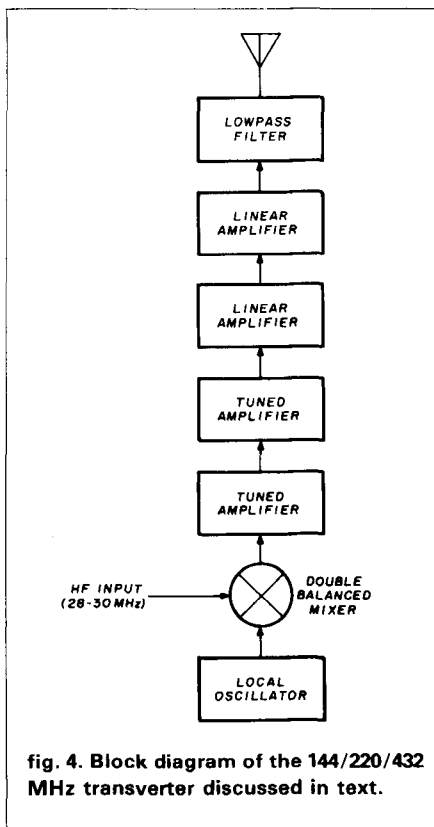 LOWPASS
FILTER
LINEAR
AMPLIFIER
LINEAR
AMPLIFIER
TUNED
AMPLIFIER
TUNED
AMPLIFIER
HF INPUT
(28-30 MHz)
DOUBLE
BALANCED
MIXER
LOCAL
OSCILLATOR
fig. 4. Block diagram of the 144/220/432
MHz transverter discussed in text.